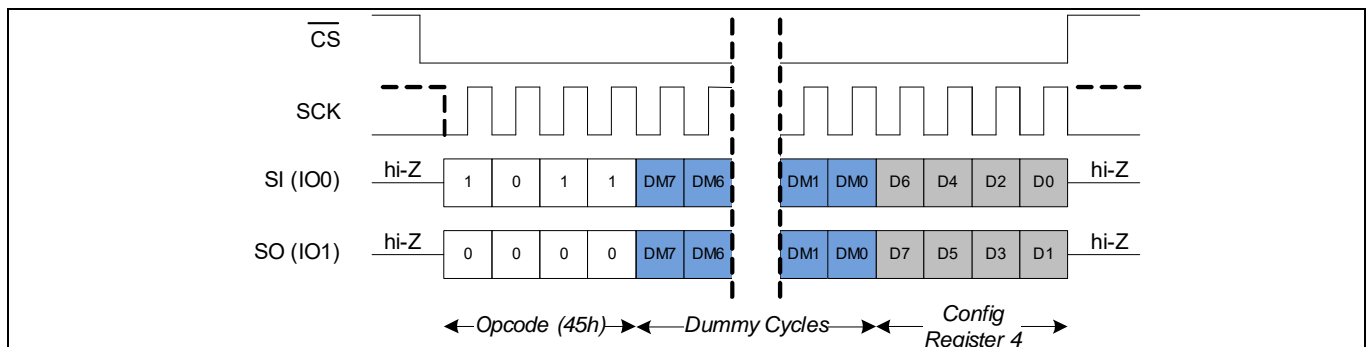 CS
SCK
SI (IO0) hi-Z 1 0 1 1 DM7 DM6 DM1 DM0 D6 D4 D2 D0 hi-Z
SO (IO1) hi-Z 0 0 0 0 DM7 DM6 DM1 DM0 D7 D5 D3 D1 hi-Z
Opcode (45h) Dummy Cycles Config
Register 4